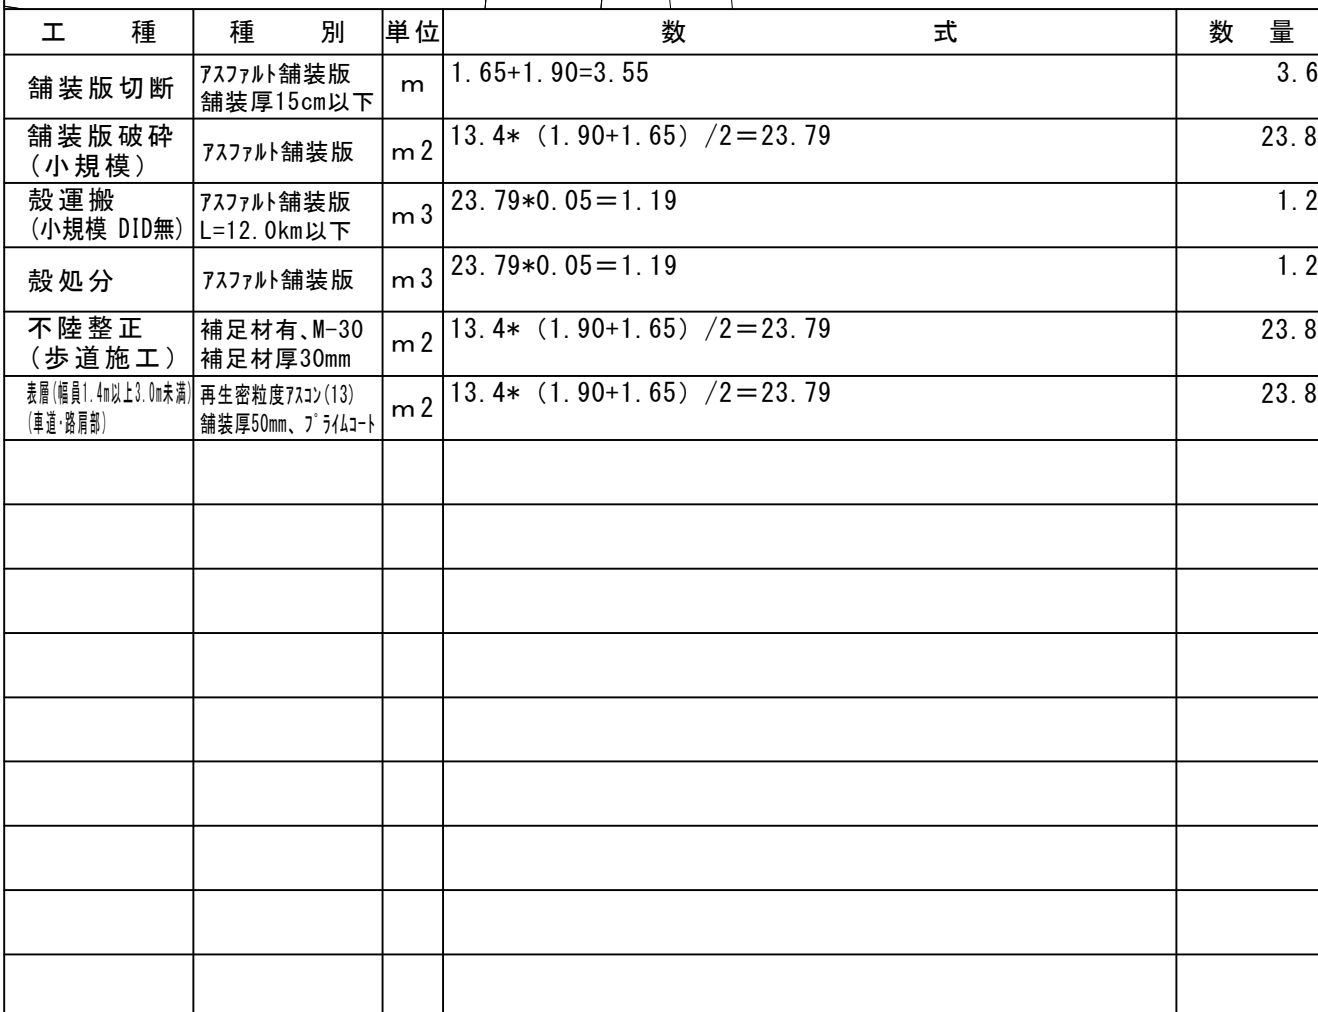 工種 種別 単位 数式 数量
舗装版切断 ｱｽﾌｧﾙﾄ舗装版 m 1.65+1.90=3.55 3.6
舗装厚15cm以下
舗装版破砕 ｱｽﾌｧﾙﾄ舗装版 m2 13.4*（1.90+1.65）/2＝23.79 23.8
（小規模）
殻運搬 ｱｽﾌｧﾙﾄ舗装版 m3 23.79*0.05＝1.19 1.2
(小規模 DID無) L=12.0km以下
殻処分 ｱｽﾌｧﾙﾄ舗装版 m3 23.79*0.05＝1.19 1.2
不陸整正 補足材有、M-30 m2 13.4*（1.90+1.65）/2＝23.79 23.8
（歩道施工） 補足材厚30mm
表層(幅員1.4m以上3.0m未満) 再生密粒度ｱｽｺﾝ(13) m2 13.4*（1.90+1.65）/2＝23.79 23.8
(車道･路肩部) 舗装厚50mm、ﾌﾟﾗｲﾑｺｰﾄ